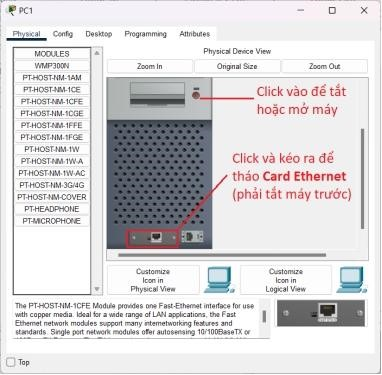 PC1
Physical Config Desktop Programming Attributes
MODULES
WMP300N
PT-HOST-NM-1AM
PT-HOST-NM-1CE
PT-HOST-NM-1CFE
PT-HOST-NM-1CGE
PT-HOST-NM-1FFE
PT-HOST-NM-1FGE
PT-HOST-NM-1W
PT-HOST-NM-1W-A
PT-HOST-NM-1W-AC
PT-HOST-NM-3G/4G
PT-HOST-NM-COVER
PT-HEADPHONE
PT-MICROPHONE
Physical Device View
Zoom In Original Size Zoom Out
Click vào để tắt
hoặc mở máy
Click và kéo ra để
tháo Card Ethernet
(phải tắt máy trước)
Customize
Icon in
Physical View
Customize
Icon in
Logical View
The PT-HOST-NM-1CFE Module provides one Fast-Ethernet interface for use
with copper media. Ideal for a wide range of LAN applications, the Fast
Ethernet network modules support many internetworking features and
standards. Single port network modules offer autosensing 10/100BaseTX or
Top